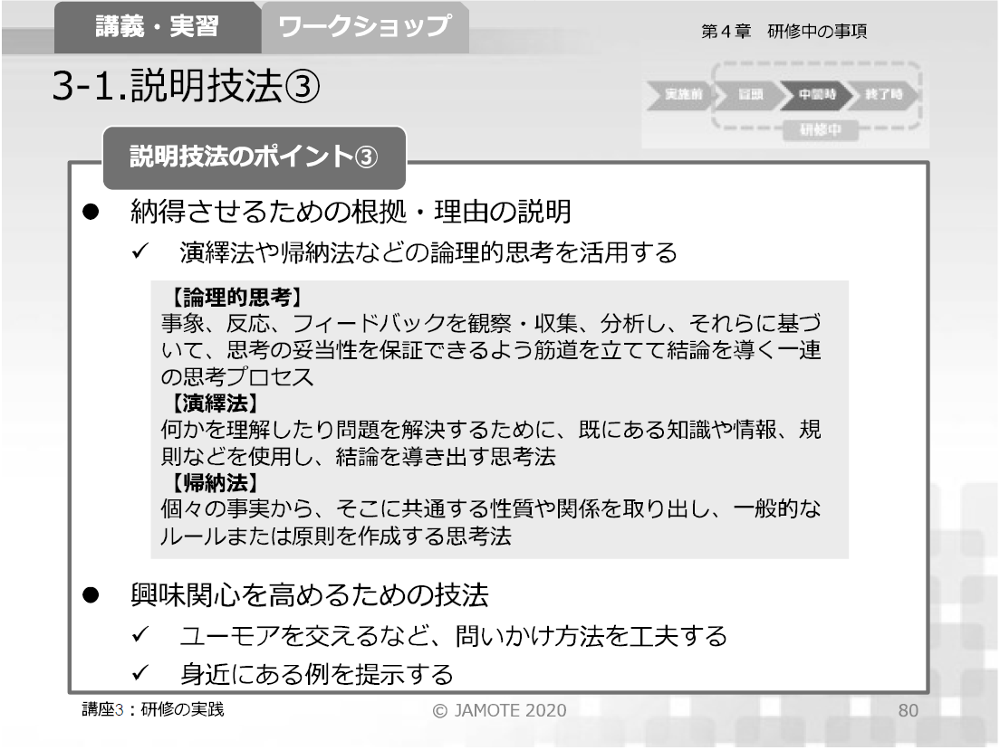 講義・実習
ワークショップ
第４章　研修中の事項
3-1.説明技法③
実施前
冒頭
中間時
終了時
研修中
説明技法のポイント③
● 納得させるための根拠・理由の説明
✓ 演繹法や帰納法などの論理的思考を活用する
【論理的思考】
事象、反応、フィードバックを観察・収集、分析し、それらに基づ
いて、思考の妥当性を保証できるよう筋道を立てて結論を導く一連
の思考プロセス
【演繹法】
何かを理解したり問題を解決するために、既にある知識や情報、規
則などを使用し、結論を導き出す思考法
【帰納法】
個々の事実から、そこに共通する性質や関係を取り出し、一般的な
ルールまたは原則を作成する思考法
● 興味関心を高めるための技法
✓ ユーモアを交えるなど、問いかけ方法を工夫する
✓ 身近にある例を提示する
講座3：研修の実践
© JAMOTE 2020
80